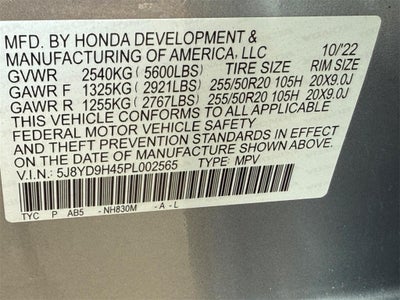 MFD. BY HONDA DEVELOPMENT &
MANUFACTURING OF AMERICA, LLC 10/'22
GVWR 2540KG (5600LBS) TIRE SIZE RIM SIZE
GAWR F 1325KG (2921LBS) 255/50R20 105H 20X9.0J
GAWR R 1255KG (2767LBS) 255/50R20 105H 20X9.0J
THIS VEHICLE CONFORMS TO ALL APPLICABLE
FEDERAL MOTOR VEHICLE SAFETY
& THEFT PREVENTION STANDARDS IN EFFECT ON
THE DATE OF MANUFACTURE SHOWN ABOVE.
V.I.N.: 5J8YD9H45PL002565 TYPE: MPV
TYC P AB5 -NH830M - A - L